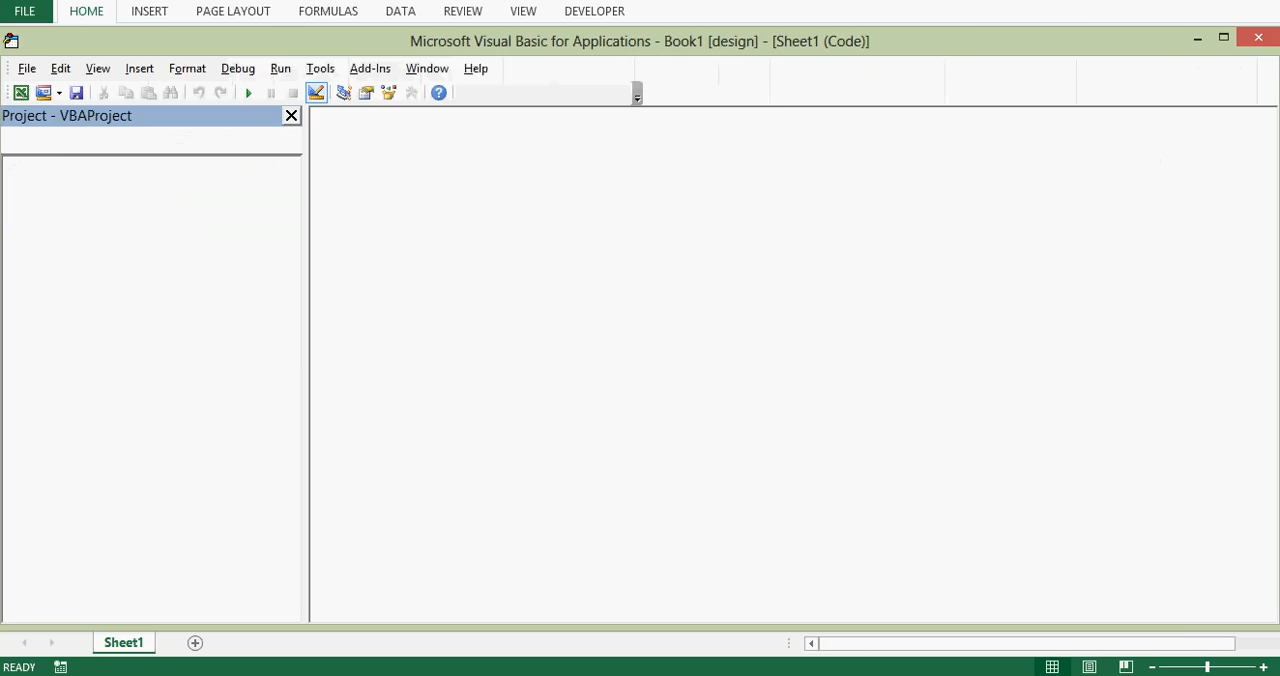 FILE HOME INSERT PAGE LAYOUT FORMULAS DATA REVIEW VIEW DEVELOPER
Microsoft Visual Basic for Applications - Book1 [design] - [Sheet1 (Code)]
File Edit View Insert Format Debug Run Tools Add-Ins Window Help
Project - VBAProject
Sheet1
READY